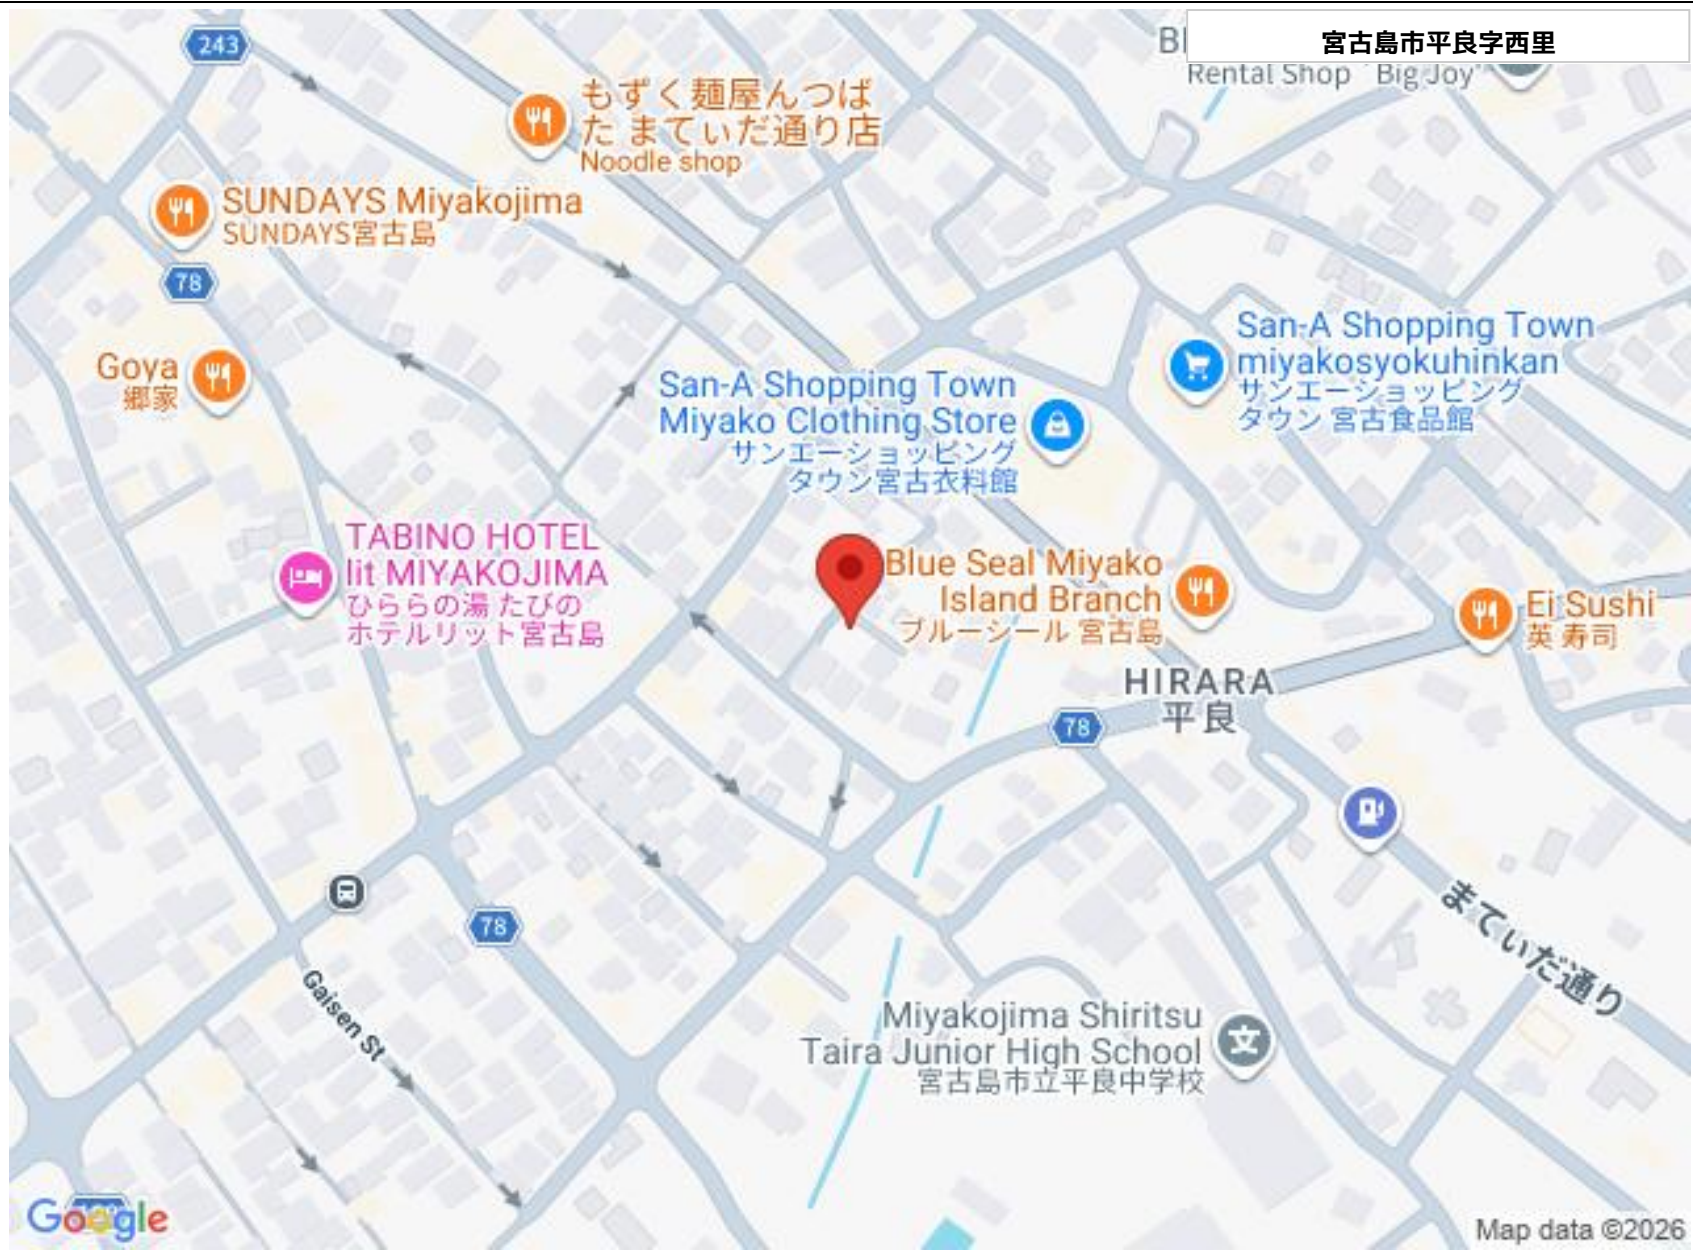 243
宮古島市平良字西里
Rental Shop "Big Joy"
もずく麺屋んつば
た まてぃだ通り店
Noodle shop
SUNDAYS Miyakojima
SUNDAYS宮古島
78
San-A Shopping Town
miyakosyokuhinkan
サンエーショッピング
タウン 宮古食品館
Goya
郷家
San-A Shopping Town
Miyako Clothing Store
サンエーショッピング
タウン宮古衣料館
TABINO HOTEL
lit MIYAKOJIMA
ひららの湯 たびの
ホテルリット宮古島
Blue Seal Miyako
Island Branch
ブルーシール 宮古島
Ei Sushi
英 寿司
HIRARA
平良
78
78
まてぃだ通り
Gaisen St
Miyakojima Shiritsu
Taira Junior High School
宮古島市立平良中学校
文
Google
Map data ©2026